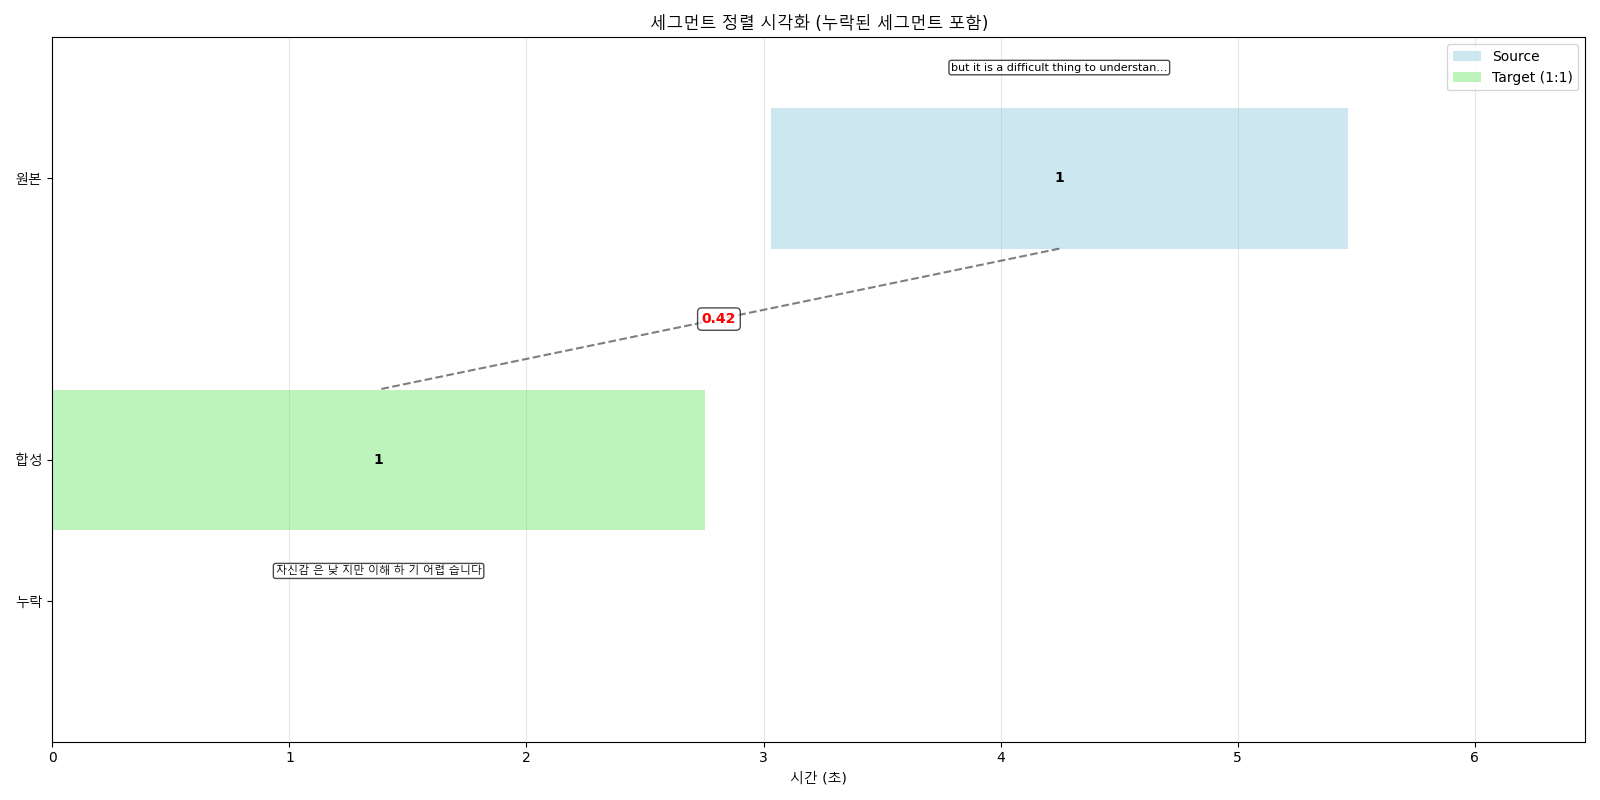 세그먼트 정렬 시각화 (누락된 세그먼트 포함)
but it is a difficult thing to understan...
Source
Target (1:1)
원본
1
0.42
합성
1
자신감 은 낮 지만 이해 하 기 어렵 습니다
누락
0 1 2 3 4 5 6
시간 (초)